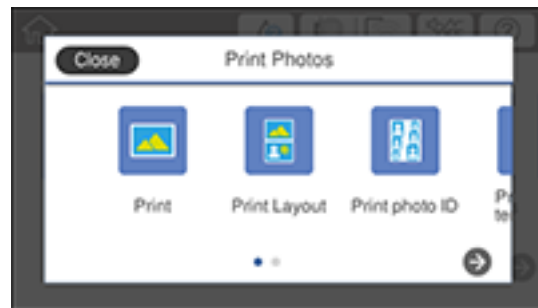 Close
Print Photos
Print
Print Layout
Print photo ID